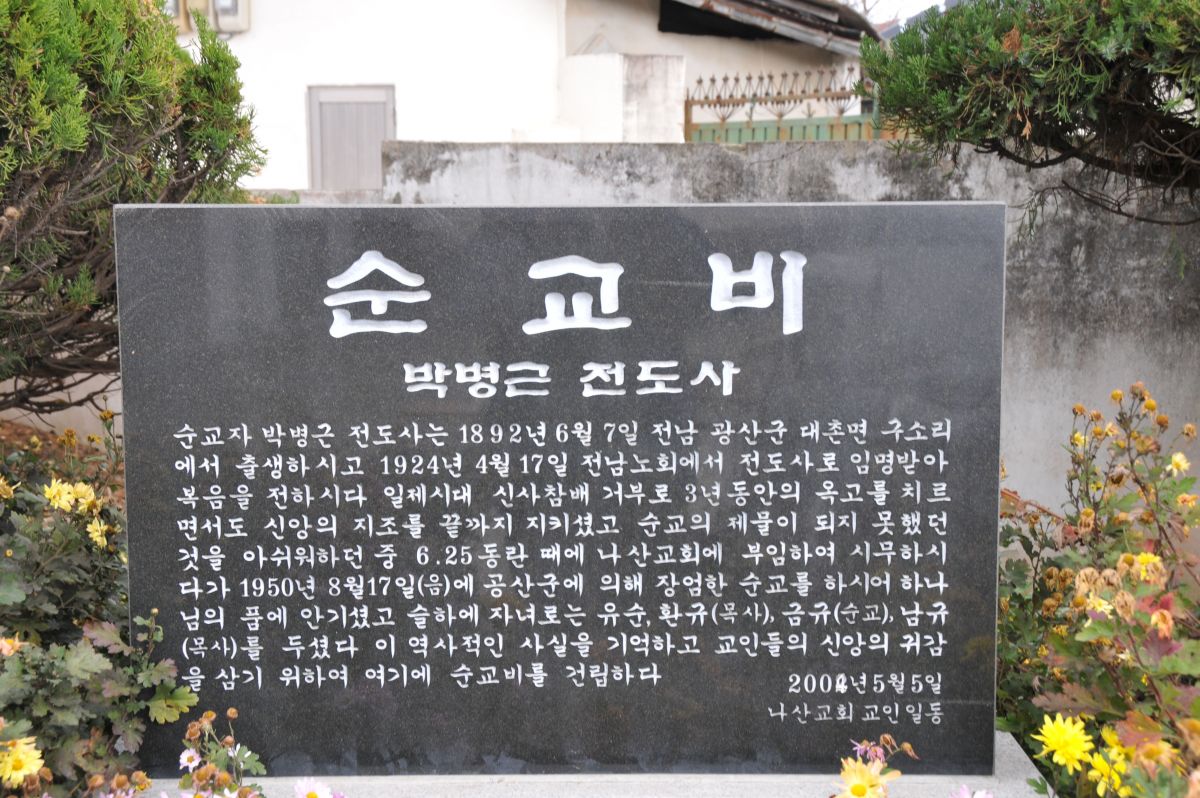 순교비
박병근 전도사
순교자 박병근 전도사는 1892년 6월 7일 전남 광산군 대촌면 구소리
에서 출생하시고 1924년 4월 17일 전남노회에서 전도사로 임명받아
복음을 전하시다 일제시대 신사참배 거부로 3년 동안의 옥고를 치르
면서도 신앙의 지조를 끝까지 지키셨고 순교의 제물이 되지 못했던
것을 아쉬워하던 중 6.25 동란 때에 나산교회에 부임하여 시무하시
다가 1950년 8월17일(음)에 공산군에 의해 장엄한 순교를 하시어 하나
님의 품에 안기셨고 슬하에 자녀로는 유순, 환규(목사), 금규(순교), 남규
(목사)를 두셨다 이 역사적인 사실을 기억하고 교인들의 신앙의 귀감
을 삼기 위하여 여기에 순교비를 건립하다
5월 5일
나산교회 교인일동